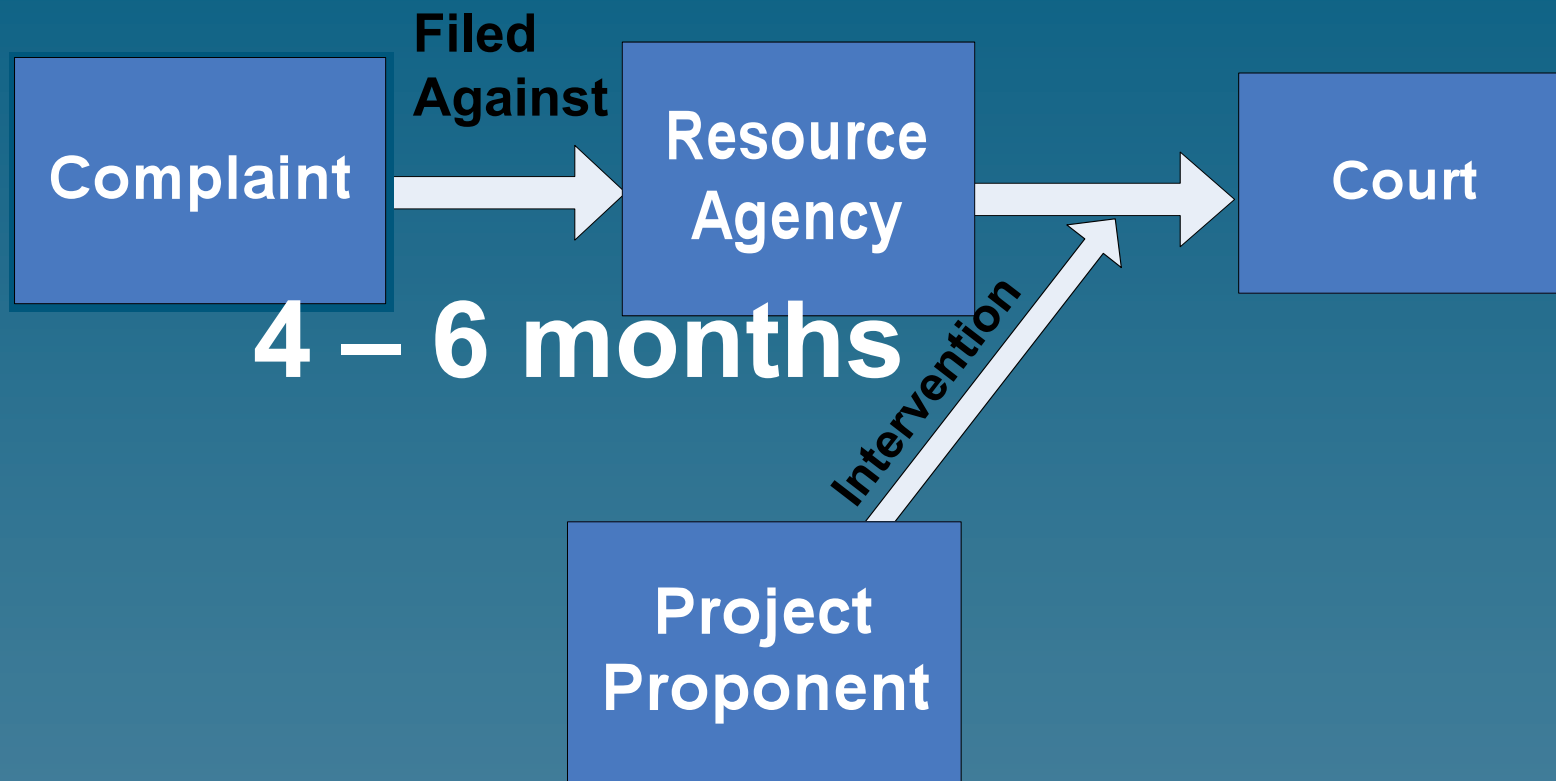 Filed
Against
Complaint
Resource
Agency
Court
4 – 6 months
Intervention
Project
Proponent